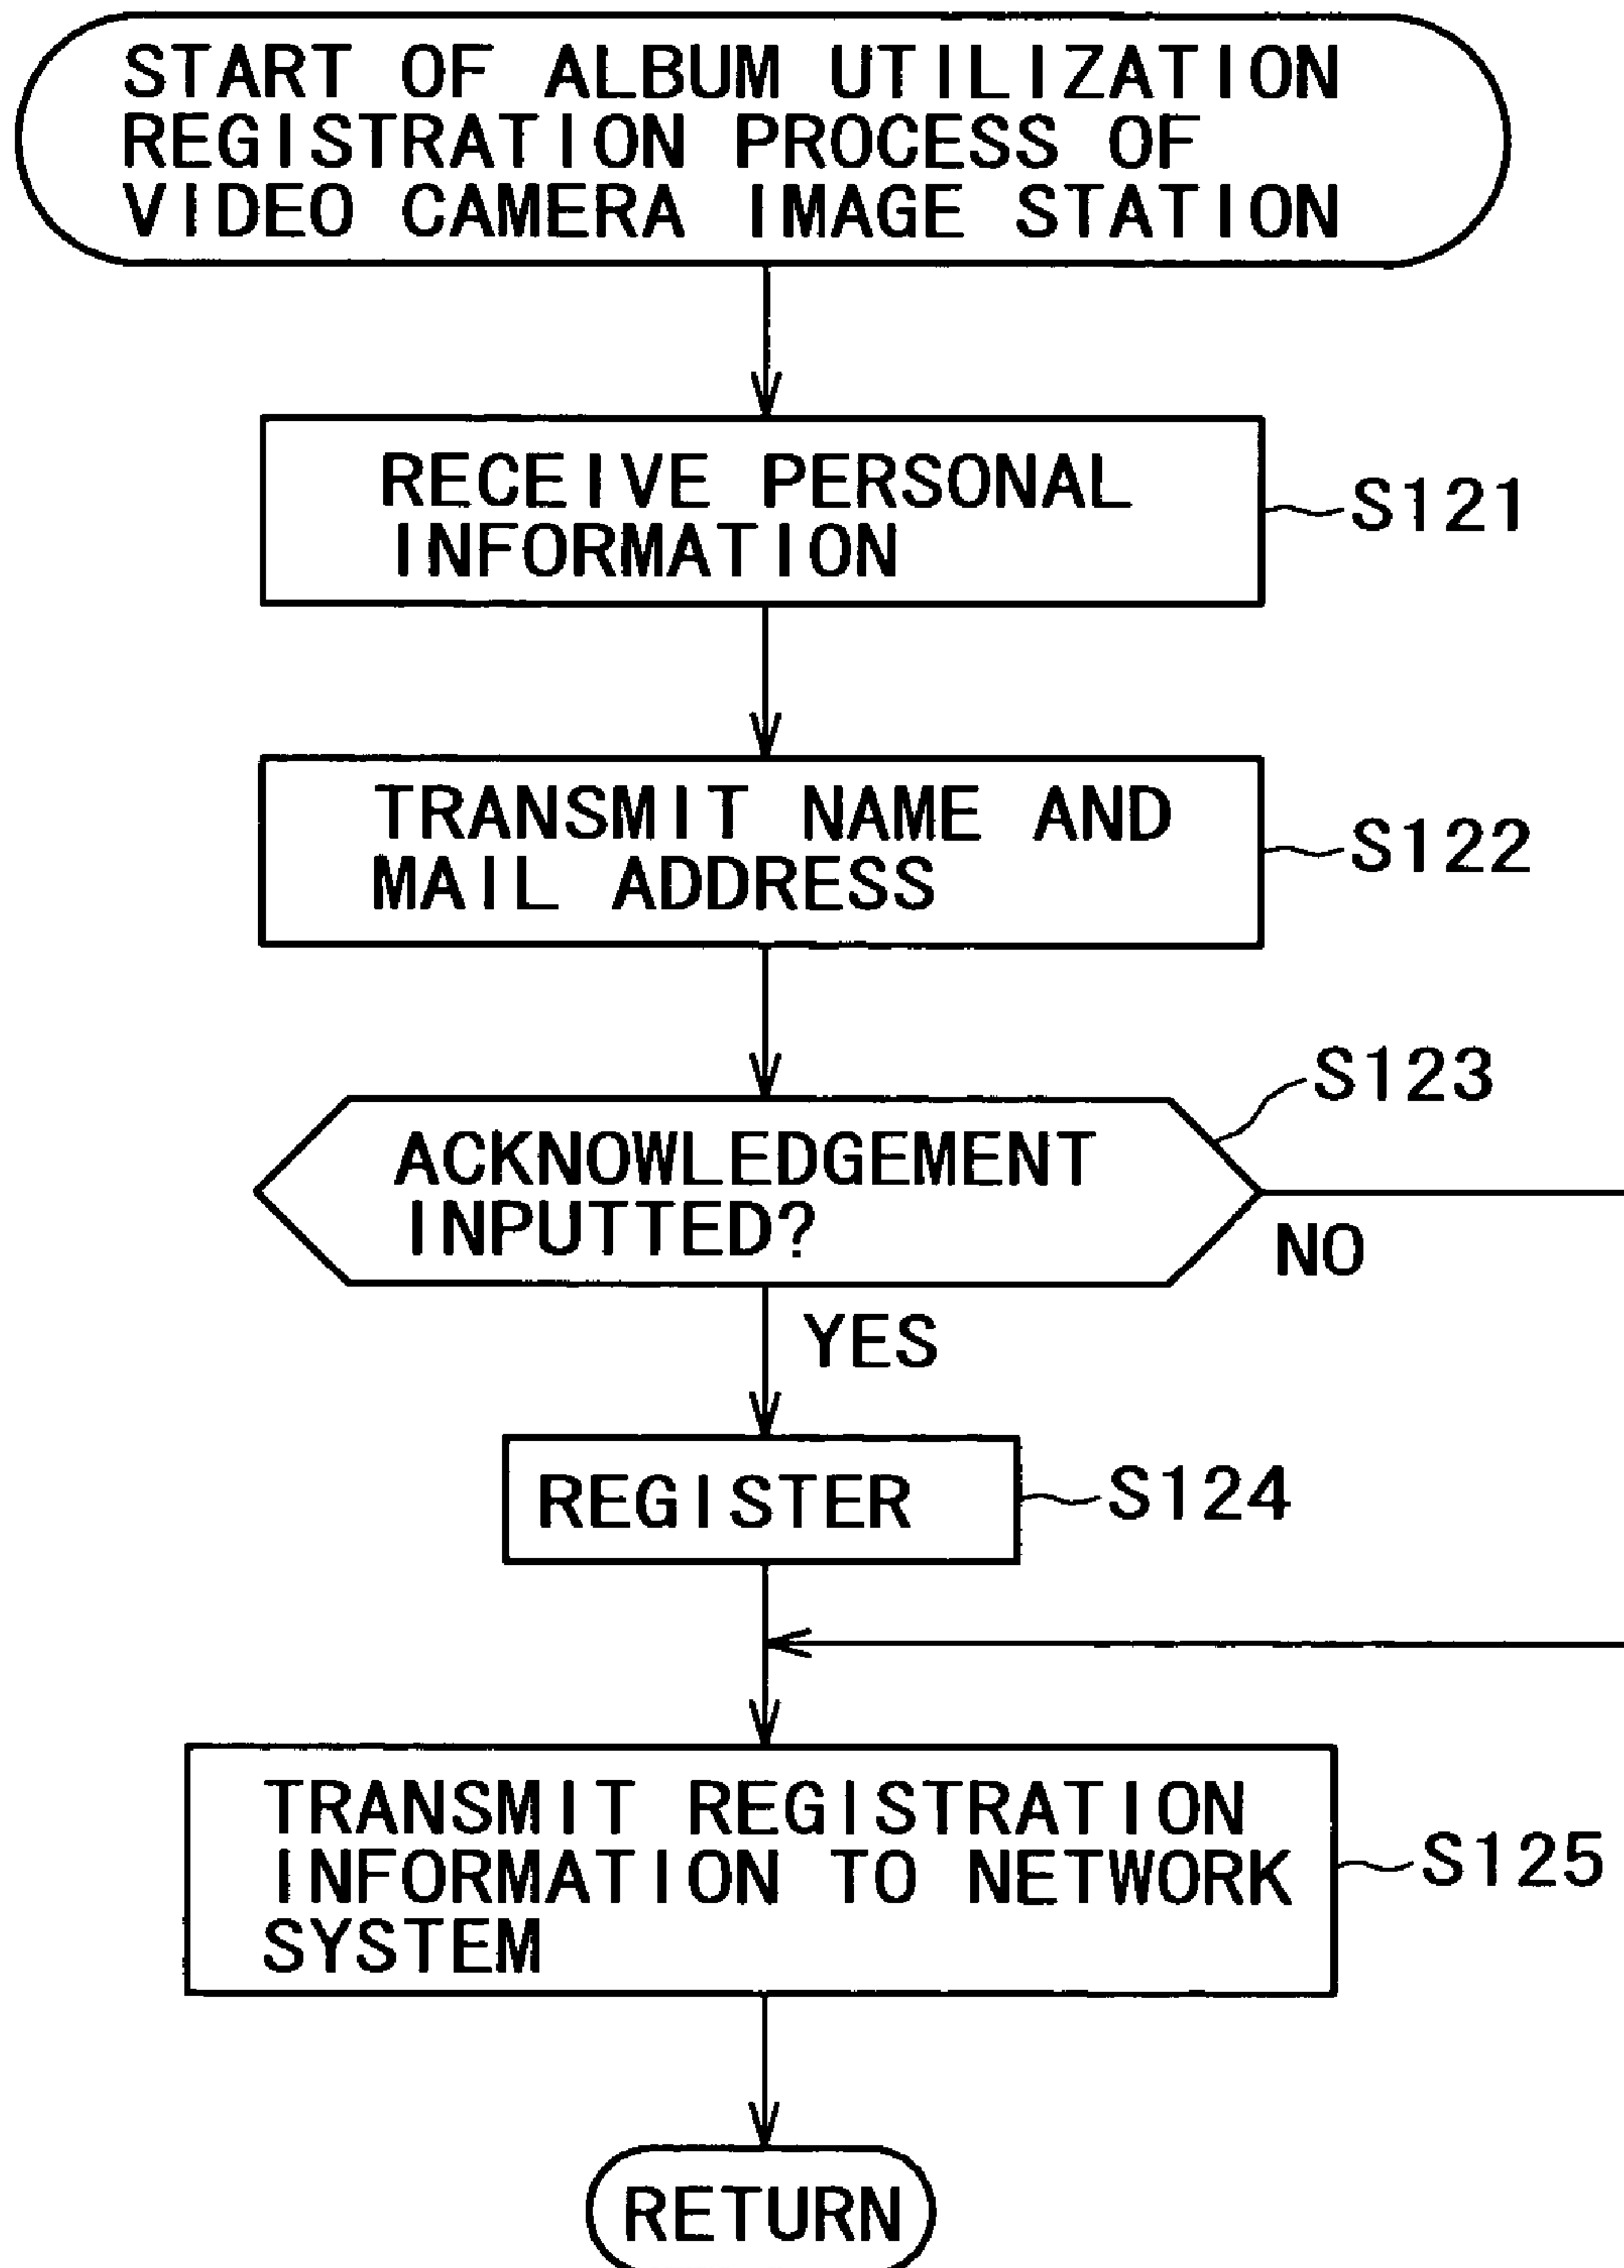 START OF ALBUM UTILIZATION
REGISTRATION PROCESS OF
VIDEO CAMERA IMAGE STATION
RECEIVE PERSONAL
INFORMATION
S121
TRANSMIT NAME AND
MAIL ADDRESS
S122
S123
ACKNOWLEDGEMENT
INPUTTED?
NO
YES
REGISTER
S124
TRANSMIT REGISTRATION
INFORMATION TO NETWORK
SYSTEM
S125
RETURN